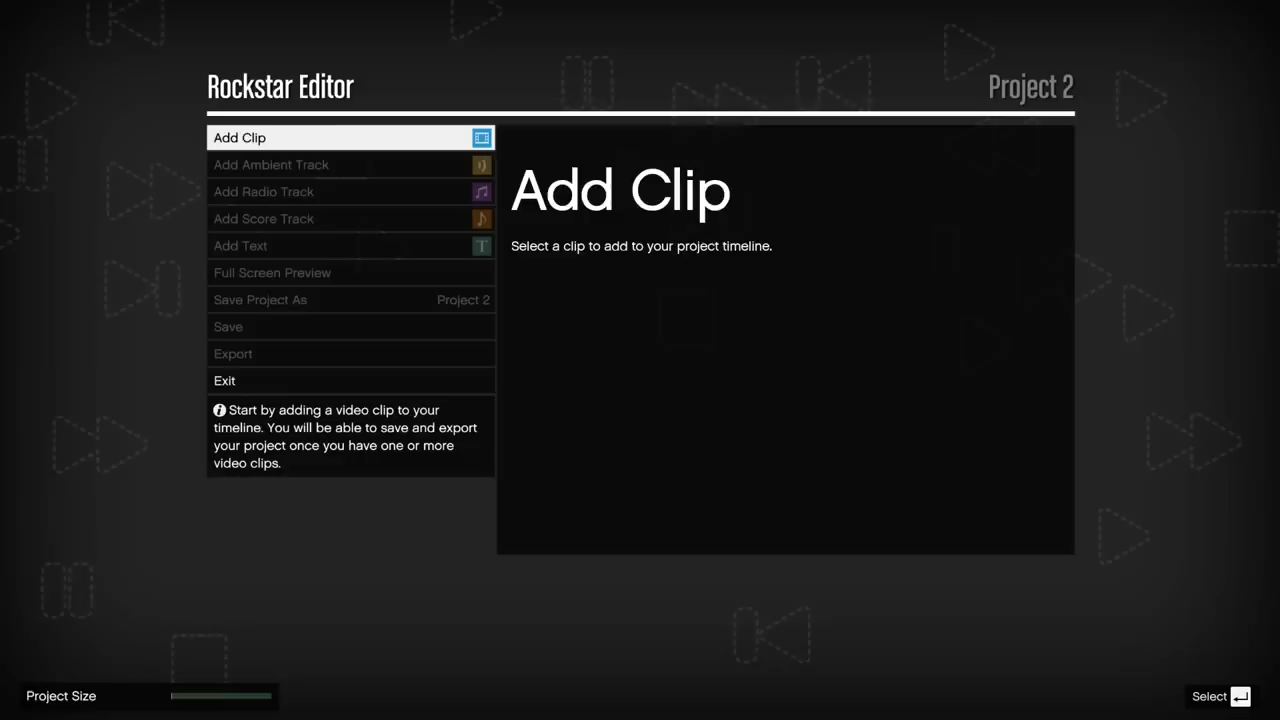 Rockstar Editor
Project 2
Add Clip
Add Ambient Track
Add Radio Track
Add Score Track
Add Text
T
Full Screen Preview
Save Project As Project 2
Save
Export
Exit
Start by adding a video clip to your
timeline. You will be able to save and export
your project once you have one or more
video clips.
Add Clip
Select a clip to add to your project timeline.
Project Size
Select